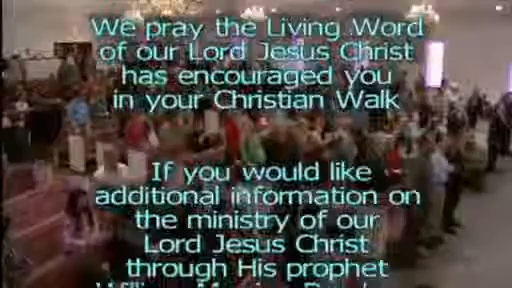 We pray the Living Word
of our Lord Jesus Christ
has encouraged you
in your Christian Walk
If you would like
additional information on
the ministry of our
Lord Jesus Christ
through His prophet